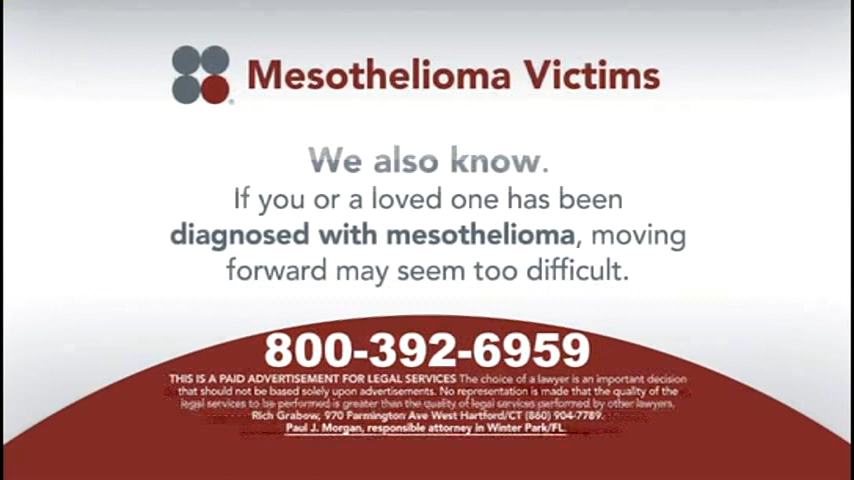 Mesothelioma Victims
We also know.
If you or a loved one has been
diagnosed with mesothelioma, moving
forward may seem too difficult.
800-392-6959
THIS IS A PAID ADVERTISEMENT FOR LEGAL SERVICES The choice of a lawyer is an important decision
that should not be based solely upon advertisements. No representation is made that the quality of the
legal services to be performed is greater than the quality of legal services performed by other lawyers.
Rich Grabow, 970 Farmington Ave West Hartford/CT (860) 904-7789.
Paul J. Morgan, responsible attorney in Winter Park/FL.